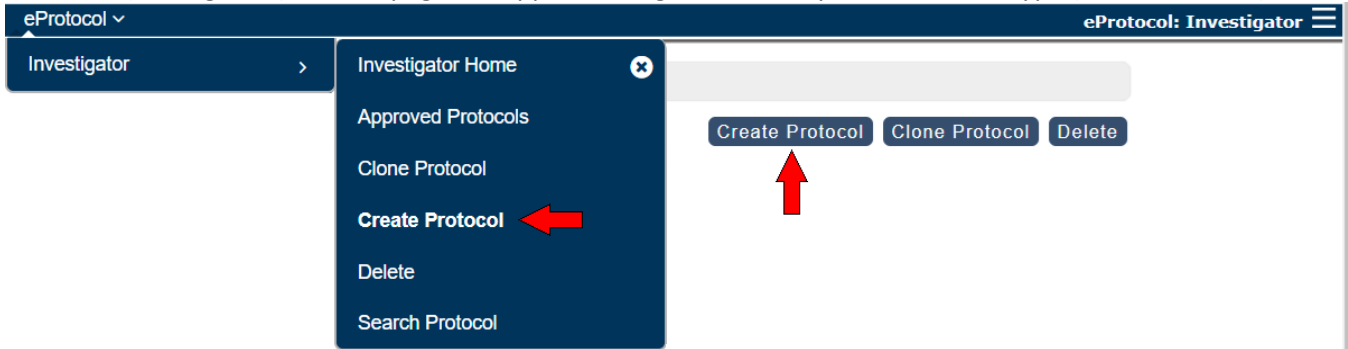 eProtocol
eProtocol: Investigator
Investigator
Investigator Home
Approved Protocols
Clone Protocol
Create Protocol
Delete
Search Protocol
Create Protocol Clone Protocol Delete